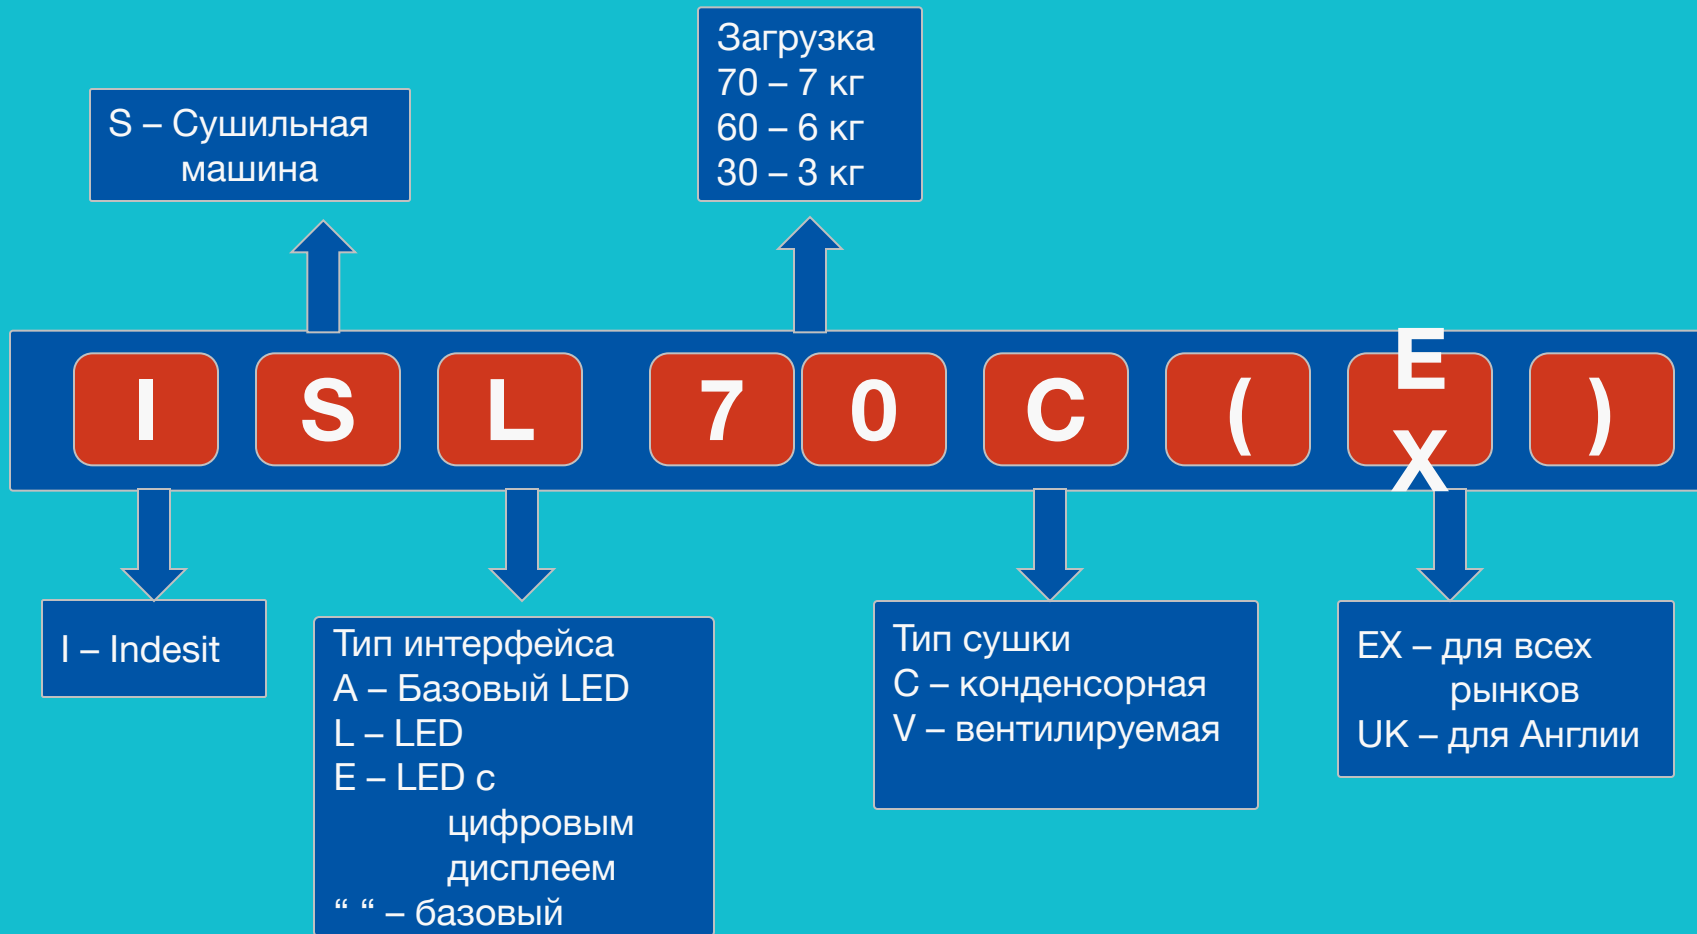 Загрузка
70 – 7 кг
60 – 6 кг
30 – 3 кг
S – Сушильная
машина
I S L 7 0 C ( EX )
I – Indesit
Тип интерфейса
A – Базовый LED
L – LED
E – LED с
цифровым
дисплеем
“ “ – базовый
Тип сушки
C – конденсорная
V – вентилируемая
EX – для всех
рынков
UK – для Англии